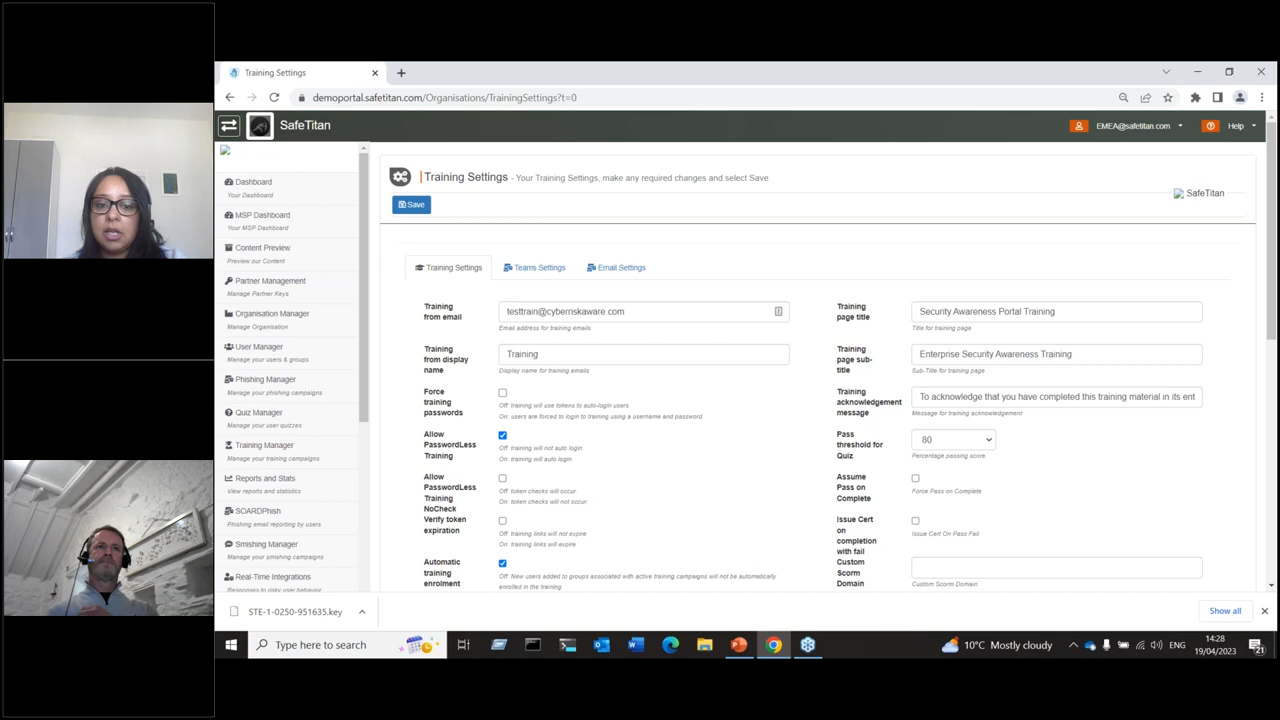 Training Settings
demoportal.safetitan.com/Organisations/TrainingSettings?t=0
SafeTitan
EMEA@safetitan.com
Help
Dashboard
Your Dashboard
MSP Dashboard
Your MSP Dashboard
Content Preview
Preview our Content
Partner Management
Manage Partner Keys
Organisation Manager
Manage Organisation
User Manager
Manage your users & groups
Phishing Manager
Manage your phishing campaigns
Quiz Manager
Manage your user quizzes
Training Manager
Manage your training campaigns
Reports and Stats
View reports and statistics
SOARDPhish
Phishing email reporting by users
Smishing Manager
Manage your smishing campaigns
Real-Time Integrations
Responses to risky user behavior
Training Settings - Your Training Settings, make any required changes and select Save
SafeTitan
Save
Training Settings
Teams Settings
Email Settings
Training
from email
testtrain@cyberriskaware.com
Email address for training emails
Training
from display
name
Training
Display name for training emails
Force
training
passwords
Off: training will use tokens to auto-login users
On: users are forced to login to training using a username and password.
Allow
PasswordLess
Training
Off: training will not auto login
On: training will auto login
Allow
PasswordLess
Training
NoCheck
Off: token checks will occur
On: token checks will not occur
Verify token
expiration
Off: training links will not expire
On: training links will expire
Automatic
training
enrolment
Off: New users added to groups associated with active training campaigns will not be automatically
enrolled in the training
Training
page title
Security Awareness Portal Training
Title for training page
Training
page sub-
title
Enterprise Security Awareness Training
Sub-Title for training page
Training
acknowledgement
message
To acknowledge that you have completed this training material in its ent
Message for training acknowledgement
Pass
threshold for
Quiz
80
Percentage passing score
Assume
Pass on
Complete
Force Pass on Complete
Issue Cert
on
completion
with fail
Issue Cert On Pass Fail
Custom
Scorm
Domain
Custom Scorm Domain
STE-1-0250-951635.key
Show all
Type here to search
10°C Mostly cloudy
ENG
14:28
19/04/2023
21